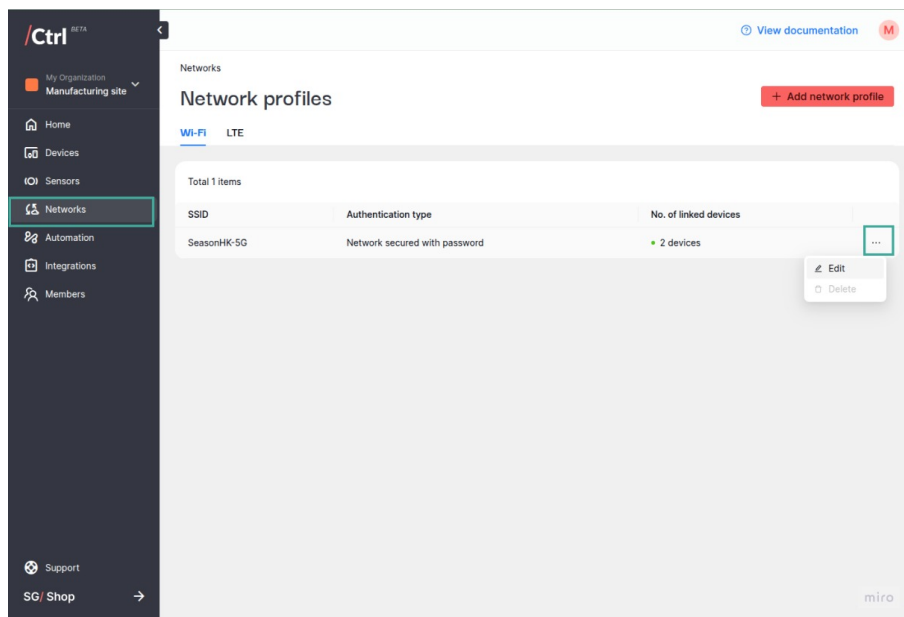 /Ctrl BETA
My Organization
Manufacturing site
Home
Devices
Sensors
Networks
Automation
Integrations
Members
Support
SG/ Shop
View documentation M
Networks
Network profiles
+ Add network profile
Wi-Fi LTE
Total 1 items
SSID Authentication type No. of linked devices
SeasonHK-5G Network secured with password 2 devices ...
Edit
Delete
miro